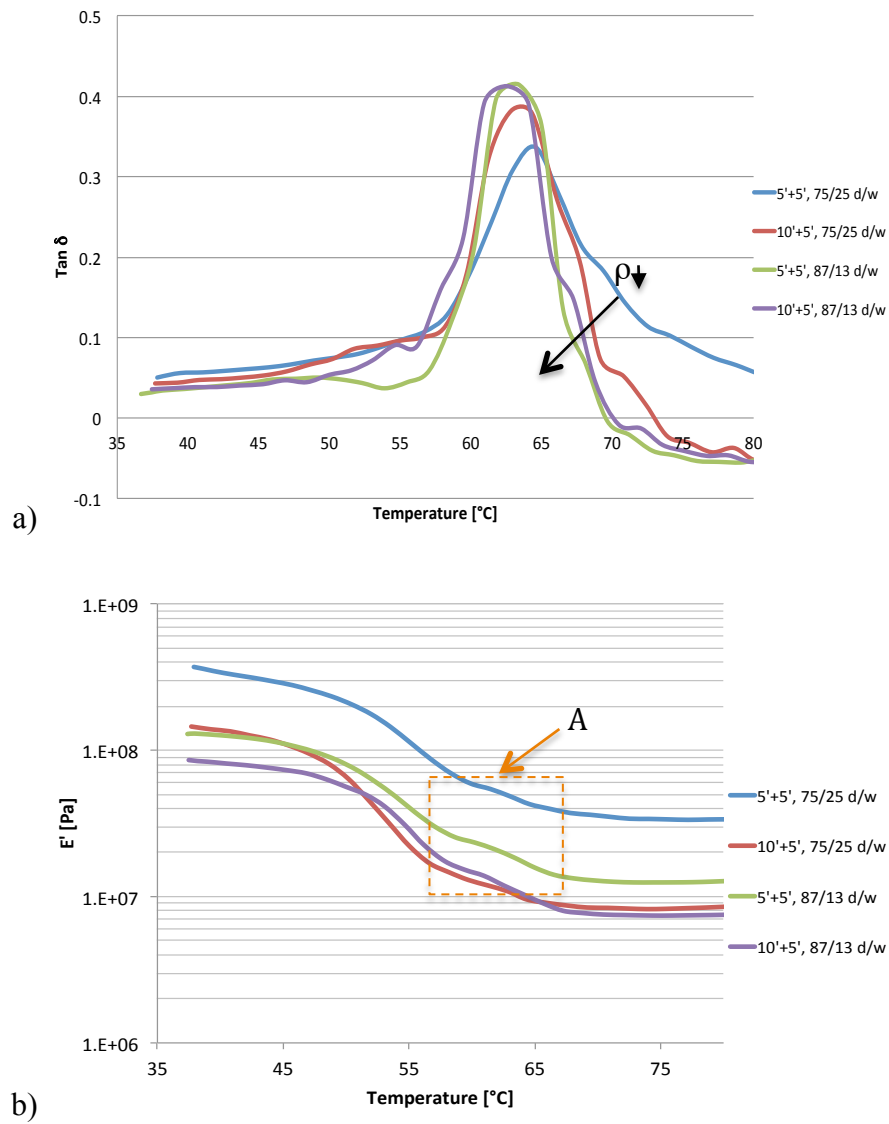 0.5
0.4
0.3
0.2
0.1
0
-0.1
Tan δ
35 40 45 50 55 60 65 70 75 80
Temperature [°C]
ρ
5'+5', 75/25 d/w
10'+5', 75/25 d/w
5'+5', 87/13 d/w
10'+5', 87/13 d/w
a)
1.E+09
1.E+08
1.E+07
1.E+06
E' [Pa]
35 45 55 65 75
Temperature [°C]
A
5'+5', 75/25 d/w
10'+5', 75/25 d/w
5'+5', 87/13 d/w
10'+5', 87/13 d/w
b)